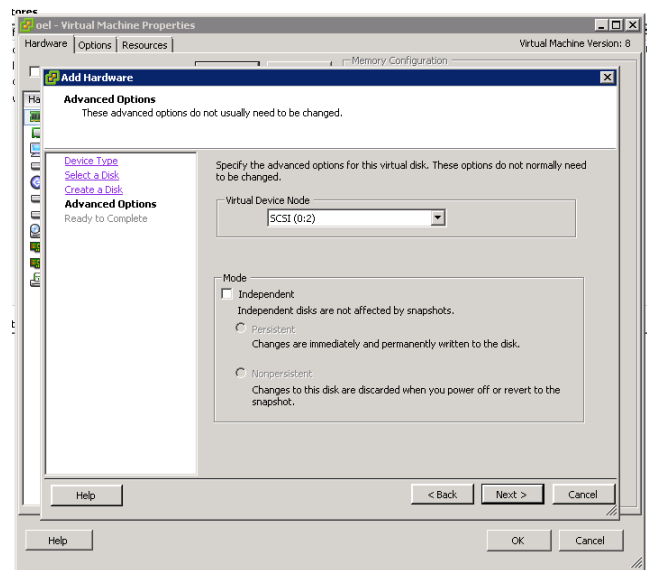 tores
oel - Virtual Machine Properties
Hardware Options Resources
Virtual Machine Version: 8
Memory Configuration
Ha
Add Hardware
Advanced Options
These advanced options do not usually need to be changed.
Device Type
Select a Disk
Create a Disk
Advanced Options
Ready to Complete
Specify the advanced options for this virtual disk. These options do not normally need
to be changed.
Virtual Device Node
SCSI (0:2)
Mode
Independent
Independent disks are not affected by snapshots.
Persistent
Changes are immediately and permanently written to the disk.
Nonpersistent
Changes to this disk are discarded when you power off or revert to the
snapshot.
Help
< Back
Next >
Cancel
Help
OK
Cancel